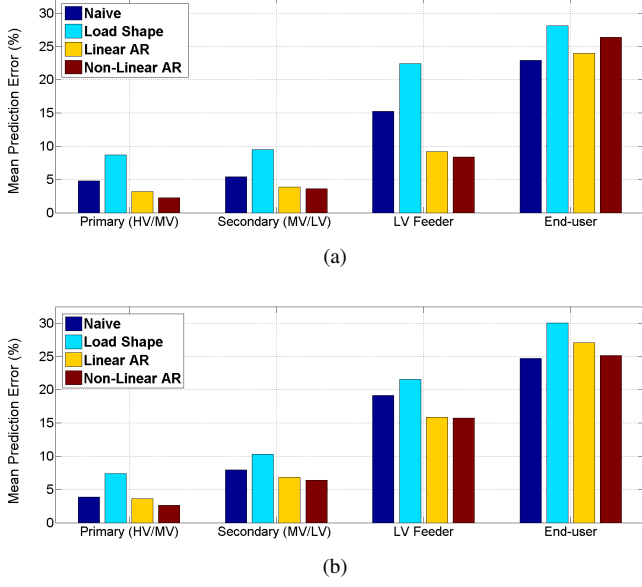 30
25
20
15
10
5
0
Mean Prediction Error (%)
Naive
Load Shape
Linear AR
Non-Linear AR
Primary (HV/MV) Secondary (MV/LV) LV Feeder End-user
(a)
30
25
20
15
10
5
0
Mean Prediction Error (%)
Naive
Load Shape
Linear AR
Non-Linear AR
Primary (HV/MV) Secondary (MV/LV) LV Feeder End-user
(b)